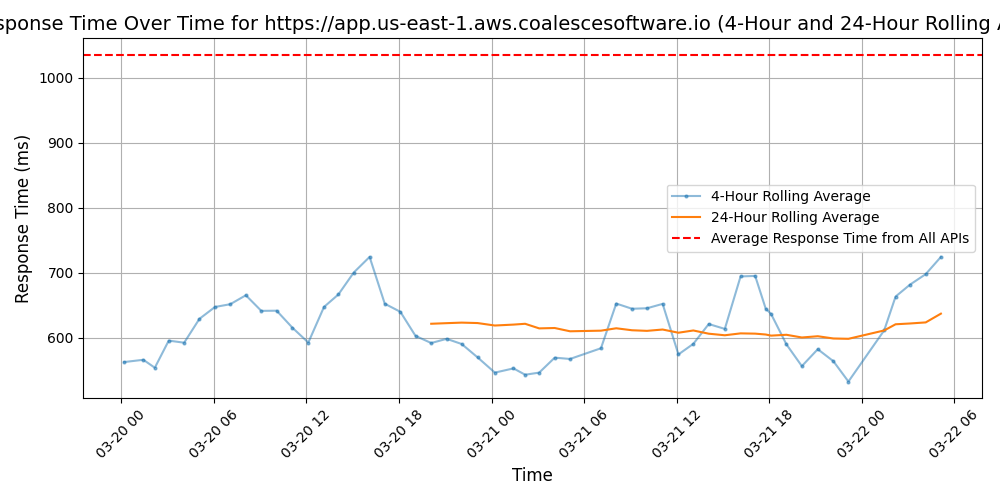 sponse Time Over Time for https://app.us-east-1.aws.coalescesoftware.io (4-Hour and 24-Hour Rolling A
Response Time (ms)
1000
900
800
700
600
4-Hour Rolling Average
24-Hour Rolling Average
Average Response Time from All APIs
03-20 00
03-20 06
03-20 12
03-20 18
03-21 00
03-21 06
03-21 12
03-21 18
03-22 00
03-22 06
Time